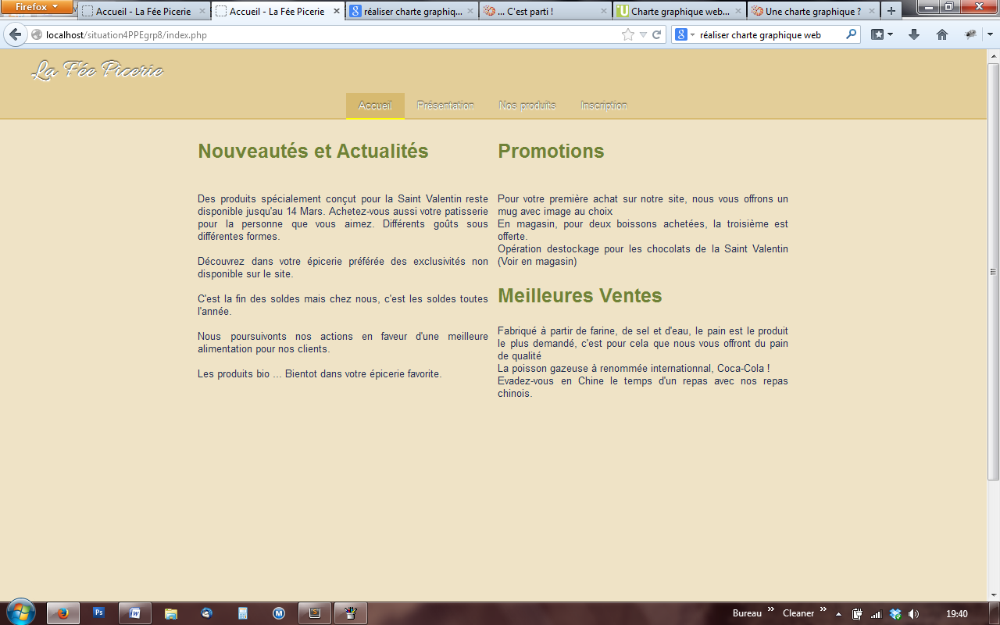 Firefox
Accueil - La Fée Picerie
Accueil - La Fée Picerie
réaliser charte graphiq...
... C'est parti !
Charte graphique web...
Une charte graphique ?
localhost/situation4PPEgrp8/index.php
réaliser charte graphique web
La Fée Picerie
Accueil
Présentation
Nos produits
Inscription
Nouveautés et Actualités
Des produits spécialement conçut pour la Saint Valentin reste
disponible jusqu'au 14 Mars. Achetez-vous aussi votre patisserie
pour la personne que vous aimez. Différents goûts sous
différentes formes.
Découvrez dans votre épicerie préférée des exclusivités non
disponible sur le site.
C'est la fin des soldes mais chez nous, c'est les soldes toutes
l'année.
Nous poursuivonts nos actions en faveur d'une meilleure
alimentation pour nos clients.
Les produits bio ... Bientot dans votre épicerie favorite.
Promotions
Pour votre première achat sur notre site, nous vous offrons un
mug avec image au choix
En magasin, pour deux boissons achetées, la troisième est
offerte.
Opération destockage pour les chocolats de la Saint Valentin
(Voir en magasin)
Meilleures Ventes
Fabriqué à partir de farine, de sel et d'eau, le pain est le produit
le plus demandé, c'est pour cela que nous vous offront du pain
de qualité
La poisson gazeuse à renommée internationnal, Coca-Cola !
Evadez-vous en Chine le temps d'un repas avec nos repas
chinois.
Bureau
Cleaner
19:40